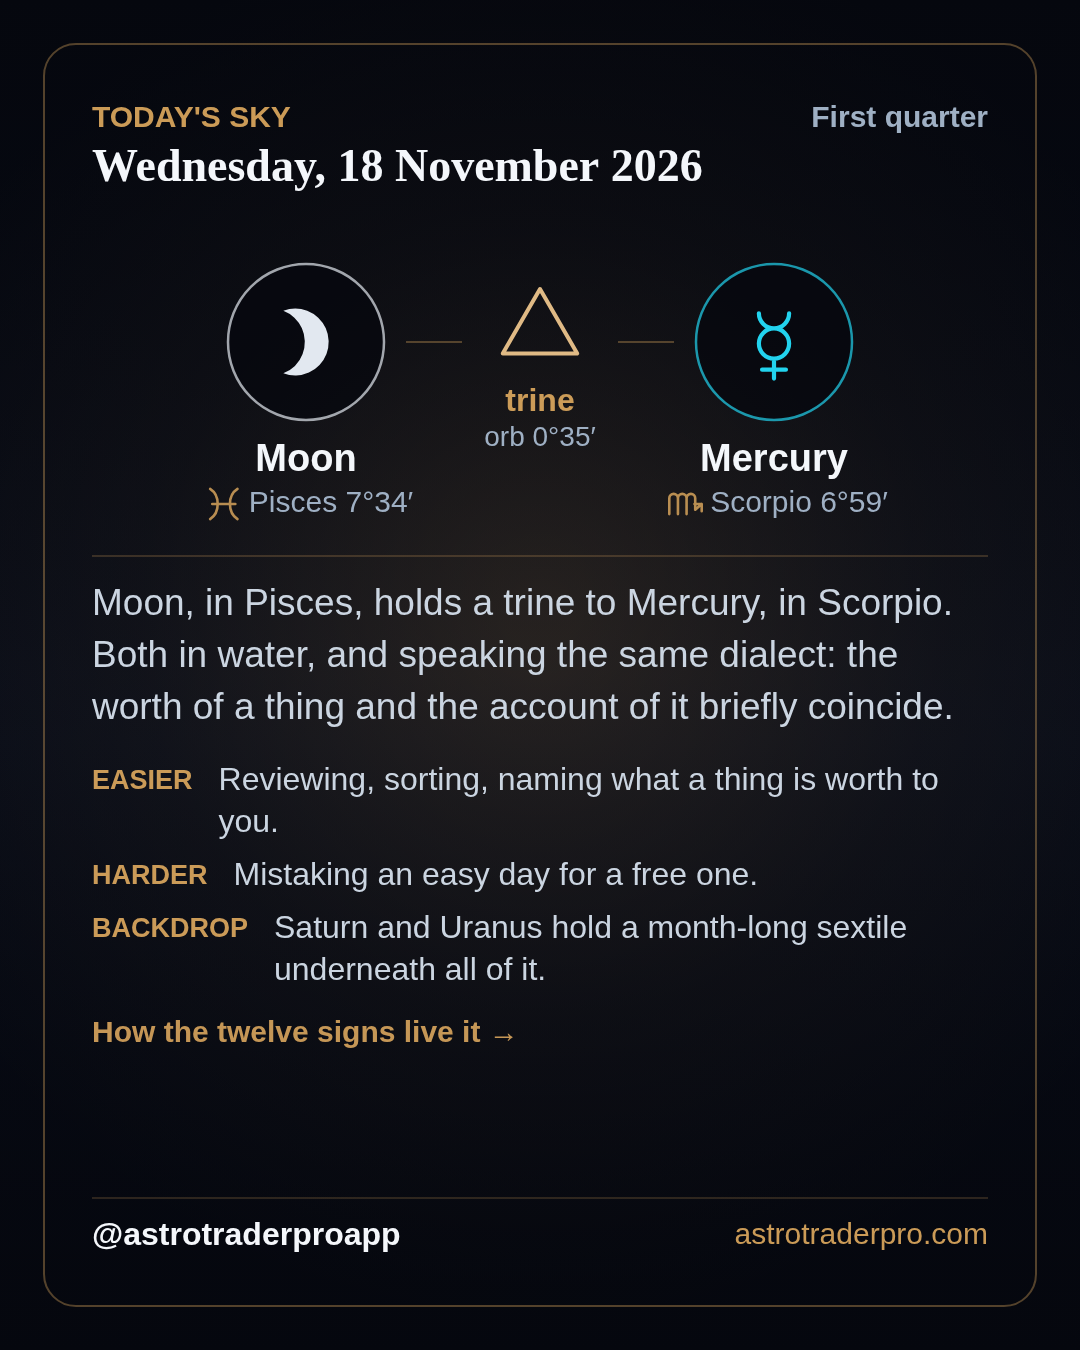 TODAY'S SKY
First quarter
Wednesday, 18 November 2026
trine
orb 0°35′
Moon
Mercury
Pisces 7°34′
Scorpio 6°59′
Moon, in Pisces, holds a trine to Mercury, in Scorpio.
Both in water, and speaking the same dialect: the
worth of a thing and the account of it briefly coincide.
EASIER Reviewing, sorting, naming what a thing is worth to
you.
HARDER Mistaking an easy day for a free one.
BACKDROP Saturn and Uranus hold a month-long sextile
underneath all of it.
How the twelve signs live it →
@astrotraderproapp
astrotraderpro.com